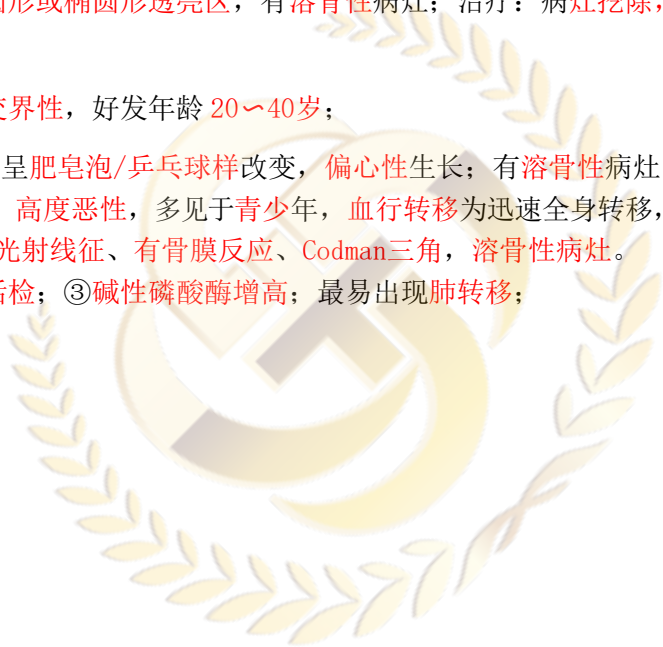 圆形或椭圆形透亮区，有溶骨性病灶；治疗：病灶挖除，
交界性，好发年龄 20～40岁；
呈肥皂泡/乒乓球样改变，偏心性生长；有溶骨性病灶
高度恶性，多见于青少年，血行转移为迅速全身转移，
光射线征、有骨膜反应、Codman三角，溶骨性病灶。
活检；③碱性磷酸酶增高；最易出现肺转移；